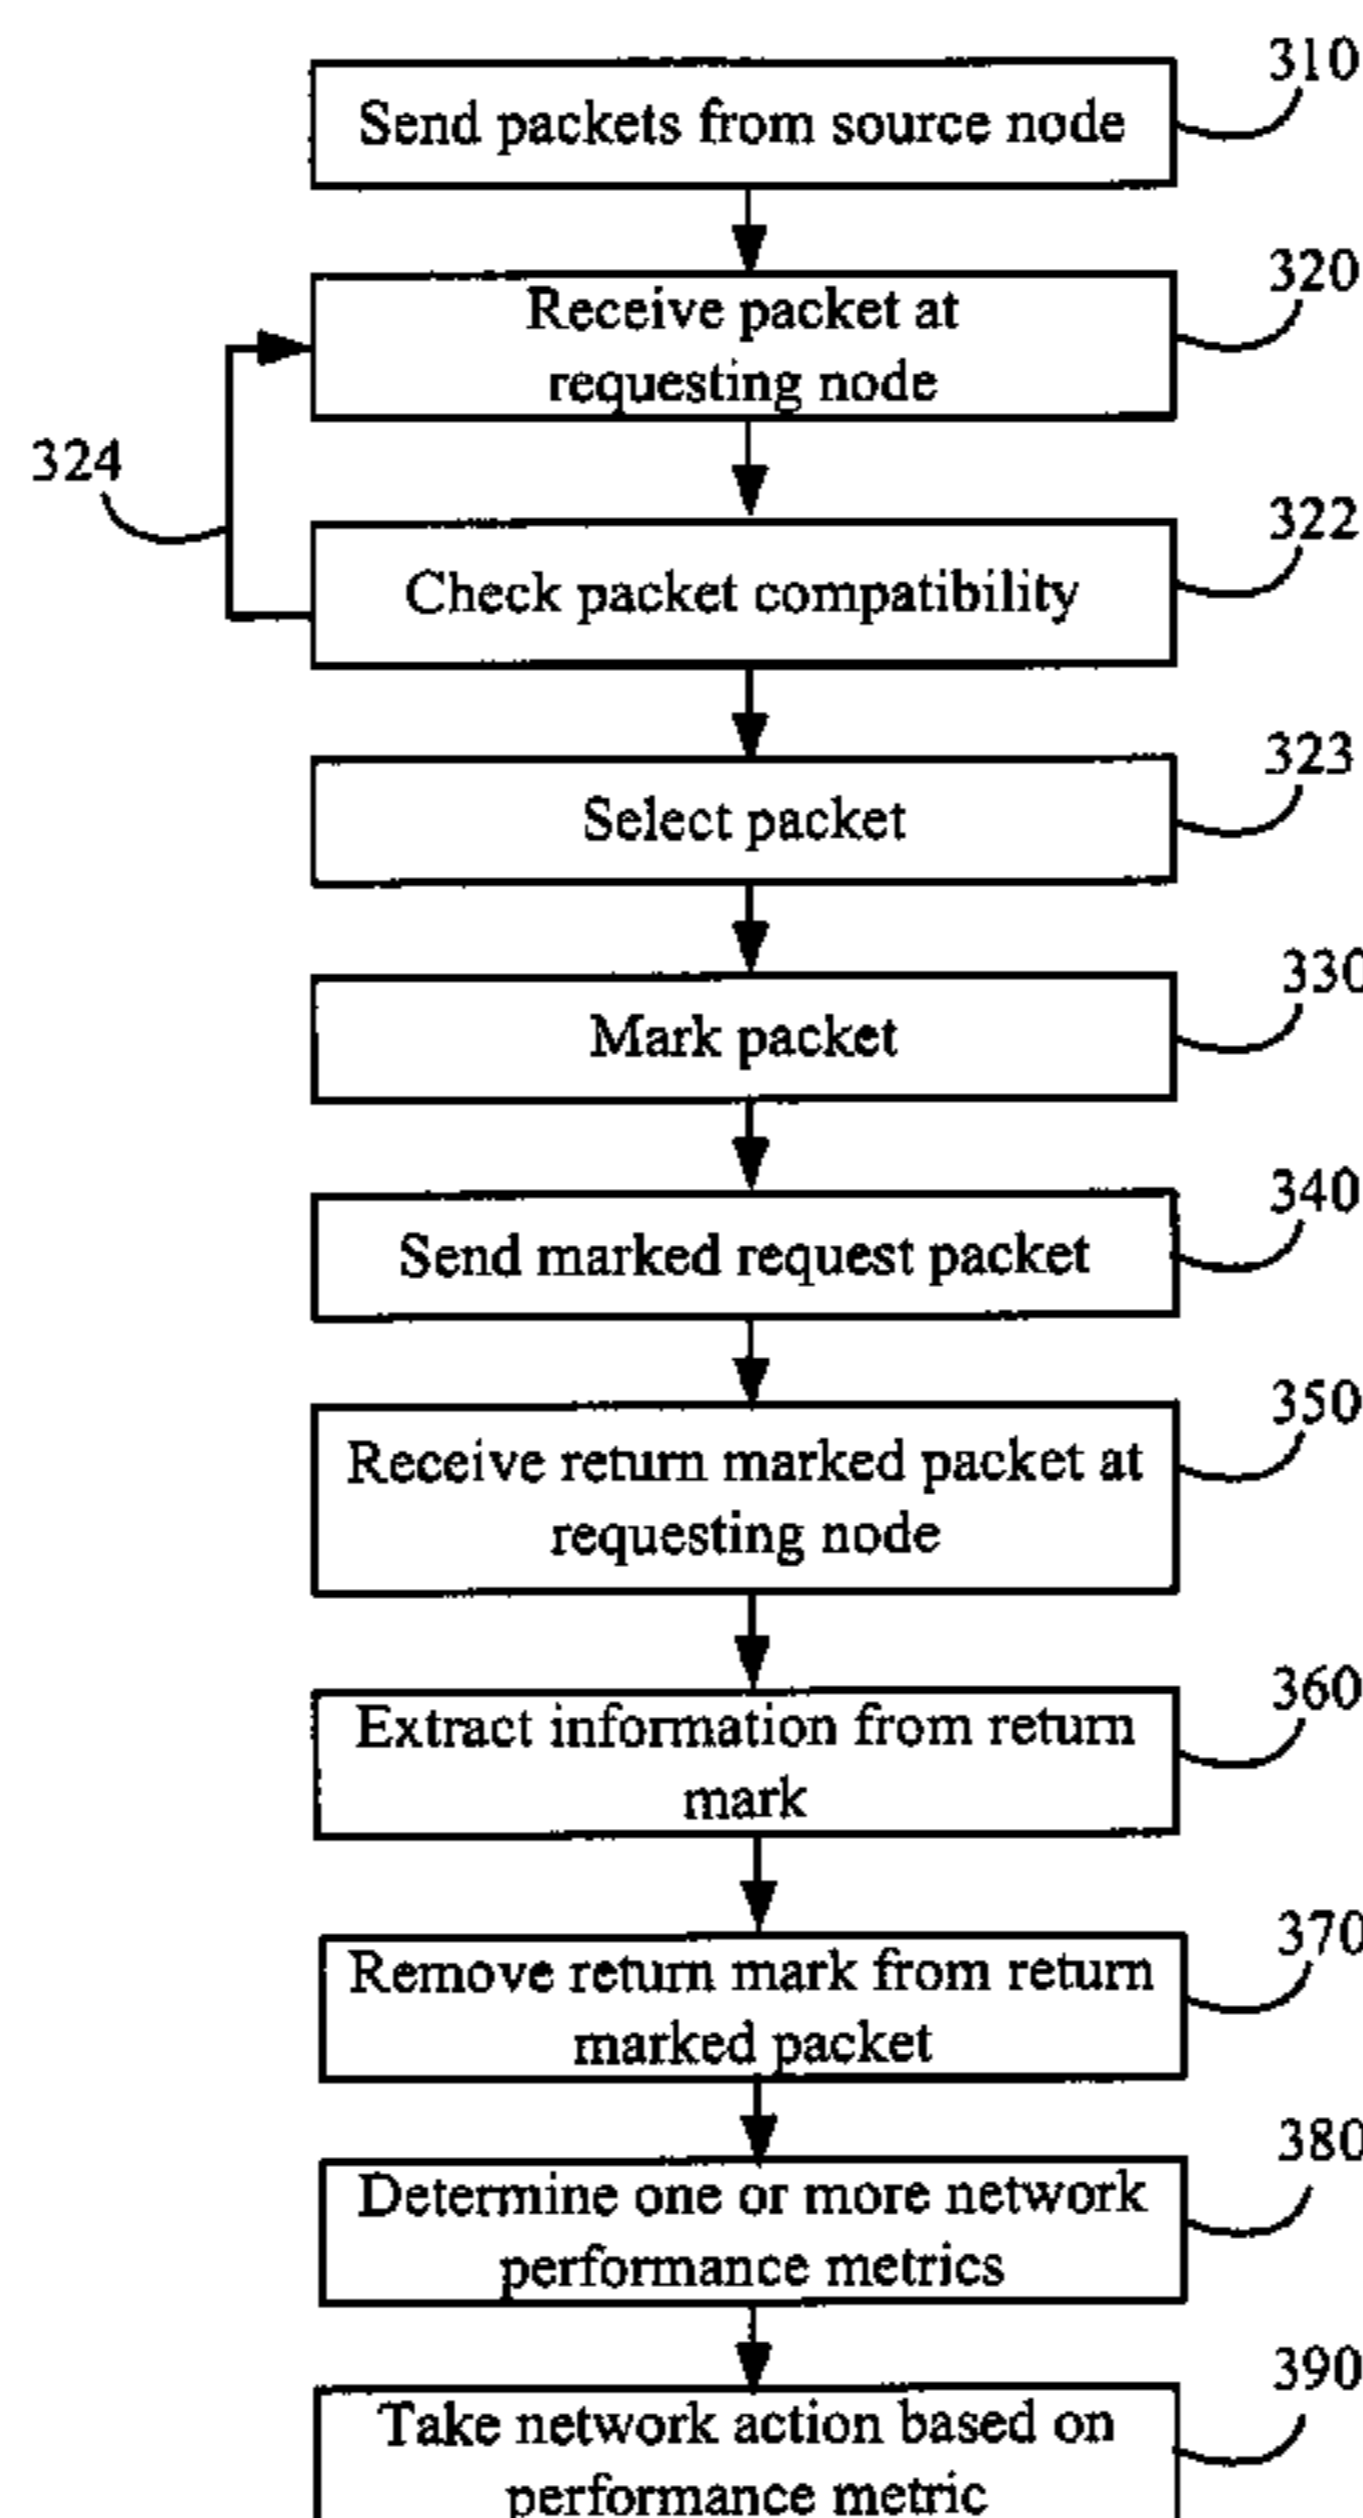 310
Send packets from source node
320
Receive packet at
requesting node
324
322
Check packet compatibility
323
Select packet
330
Mark packet
340
Send marked request packet
350
Receive return marked packet at
requesting node
360
Extract information from return
mark
370
Remove return mark from return
marked packet
380
Determine one or more network
performance metrics
390
Take network action based on
performance metric